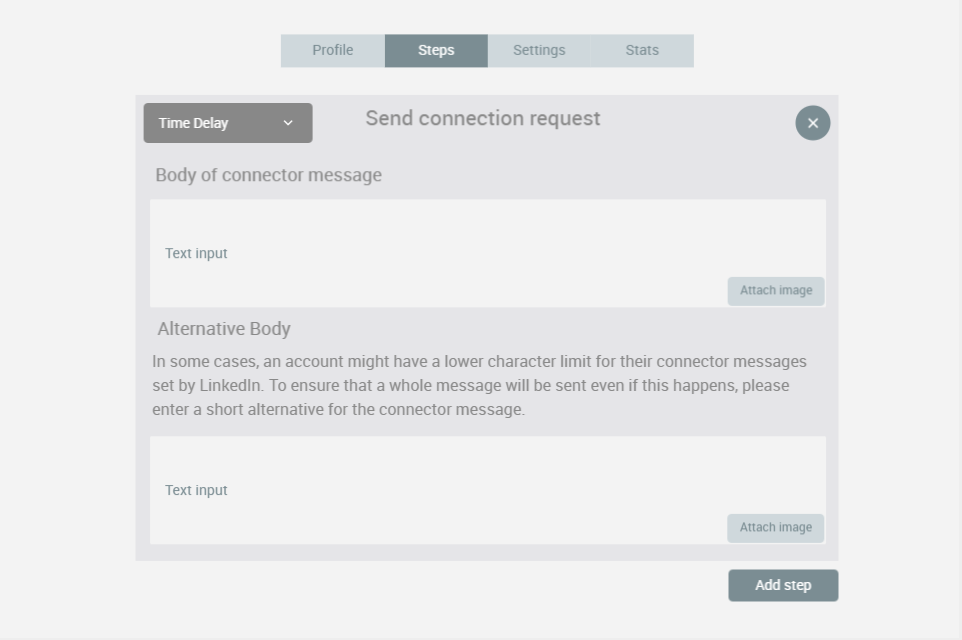 Profile
Steps
Settings
Stats
Time Delay
Send connection request
Body of connector message
Text input
Attach image
Alternative Body
In some cases, an account might have a lower character limit for their connector messages
set by LinkedIn. To ensure that a whole message will be sent even if this happens, please
enter a short alternative for the connector message.
Text input
Attach image
Add step